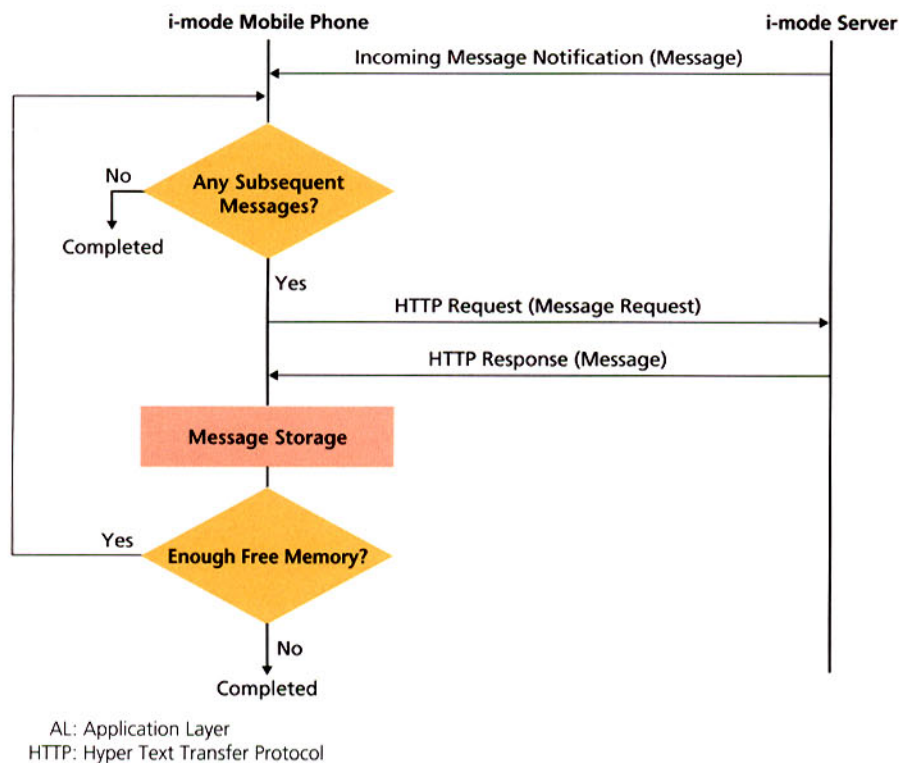 i-mode Mobile Phone
i-mode Server
Incoming Message Notification (Message)
Any Subsequent
Messages?
No
Completed
Yes
HTTP Request (Message Request)
HTTP Response (Message)
Message Storage
Yes
Enough Free Memory?
No
Completed
AL: Application Layer
HTTP: Hyper Text Transfer Protocol